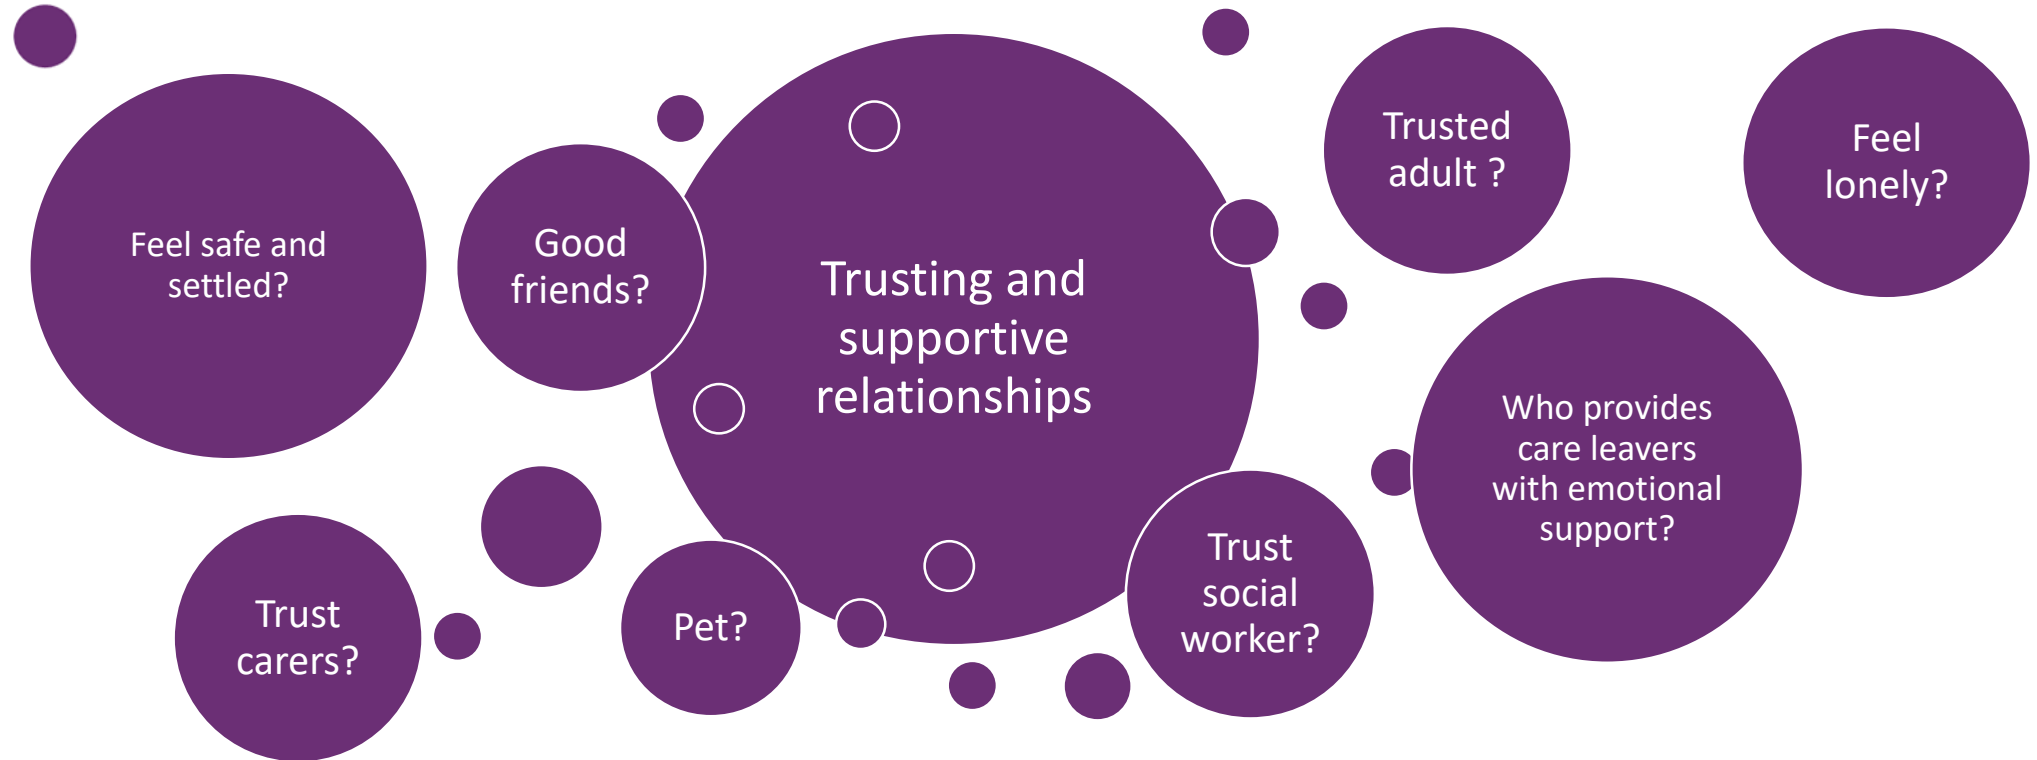 Feel safe and
settled?
Good
friends?
Trusting and
supportive
relationships
Trusted
adult ?
Feel
lonely?
Who provides
care leavers
with emotional
support?
Trust
carers?
Pet?
Trust
social
worker?